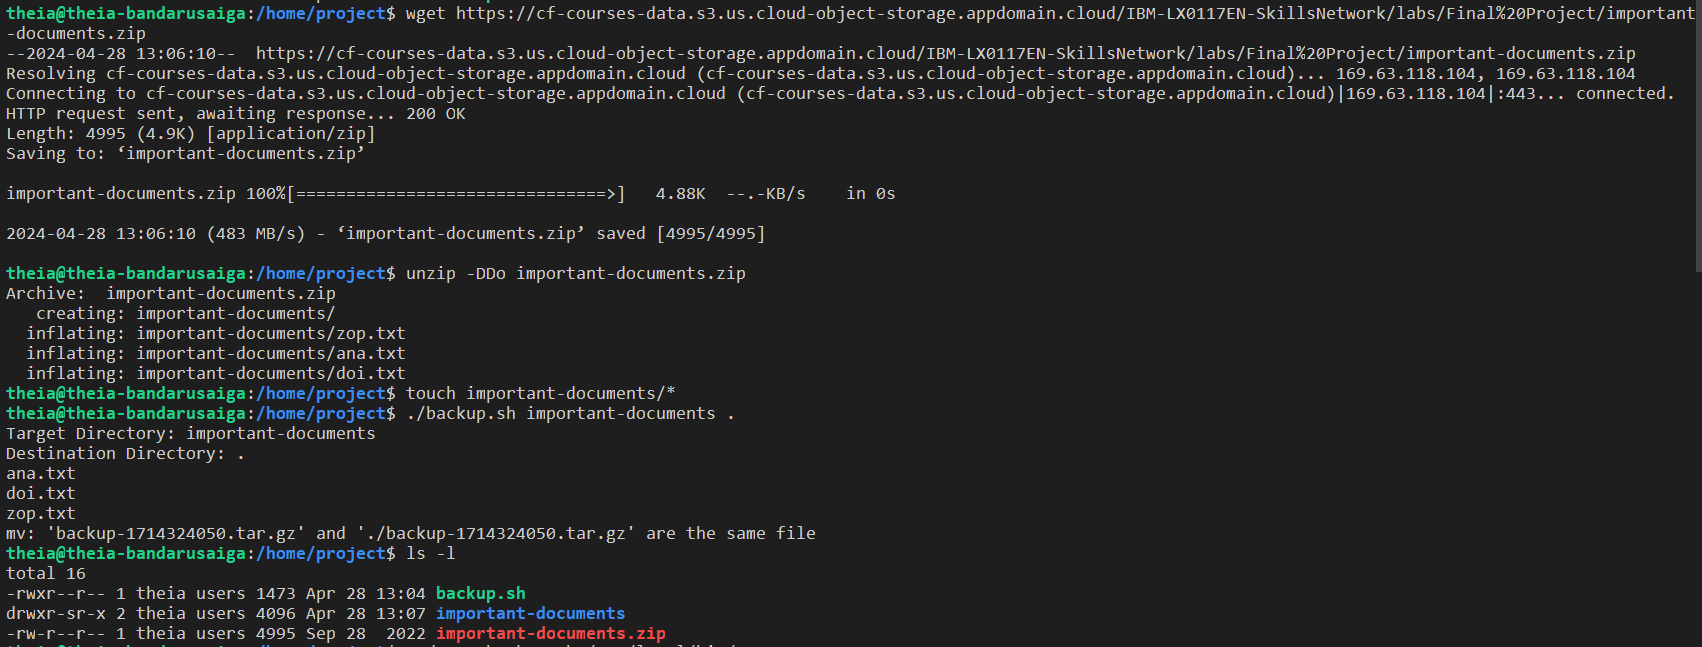 theia@theia-bandarusaiga:/home/project$ wget https://cf-courses-data.s3.us.cloud-object-storage.appdomain.cloud/IBM-LX0117EN-SkillsNetwork/labs/Final%20Project/important
-documents.zip
--2024-04-28 13:06:10--  https://cf-courses-data.s3.us.cloud-object-storage.appdomain.cloud/IBM-LX0117EN-SkillsNetwork/labs/Final%20Project/important-documents.zip
Resolving cf-courses-data.s3.us.cloud-object-storage.appdomain.cloud (cf-courses-data.s3.us.cloud-object-storage.appdomain.cloud)... 169.63.118.104, 169.63.118.104
Connecting to cf-courses-data.s3.us.cloud-object-storage.appdomain.cloud (cf-courses-data.s3.us.cloud-object-storage.appdomain.cloud)|169.63.118.104|:443... connected.
HTTP request sent, awaiting response... 200 OK
Length: 4995 (4.9K) [application/zip]
Saving to: ‘important-documents.zip’
important-documents.zip 100%[===============================>]   4.88K  --.-KB/s    in 0s
2024-04-28 13:06:10 (483 MB/s) - ‘important-documents.zip’ saved [4995/4995]
theia@theia-bandarusaiga:/home/project$ unzip -DDo important-documents.zip
Archive:  important-documents.zip
   creating: important-documents/
  inflating: important-documents/zop.txt
  inflating: important-documents/ana.txt
  inflating: important-documents/doi.txt
theia@theia-bandarusaiga:/home/project$ touch important-documents/*
theia@theia-bandarusaiga:/home/project$ ./backup.sh important-documents .
Target Directory: important-documents
Destination Directory: .
ana.txt
doi.txt
zop.txt
mv: 'backup-1714324050.tar.gz' and './backup-1714324050.tar.gz' are the same file
theia@theia-bandarusaiga:/home/project$ ls -l
total 16
-rwxr--r-- 1 theia users 1473 Apr 28 13:04 backup.sh
drwxr-sr-x 2 theia users 4096 Apr 28 13:07 important-documents
-rw-r--r-- 1 theia users 4995 Sep 28  2022 important-documents.zip